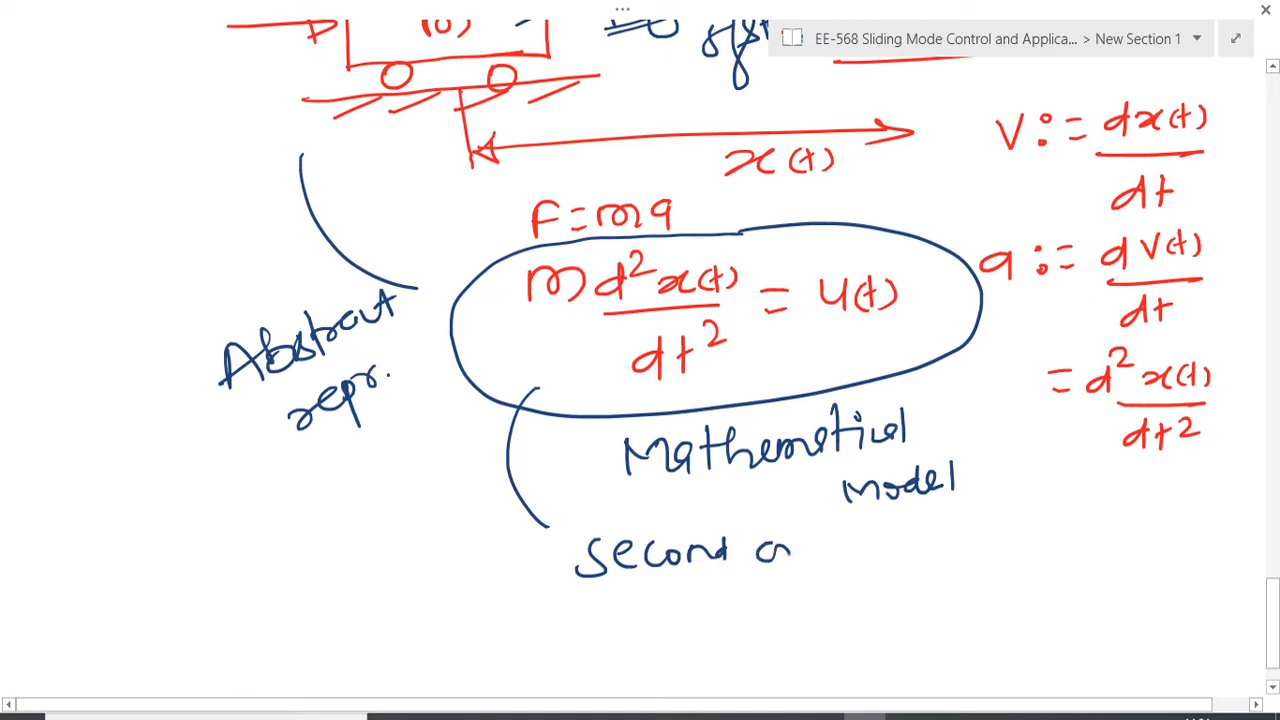 EE-568 Sliding Mode Control and Applica... > New Section 1
V := dx(t)/dt
x(t)
F = ma
m d²x(t)/dt² = u(t)
a := dv(t)/dt
= d²x(t)/dt²
Abstract
repr.
Mathematical
model
second o